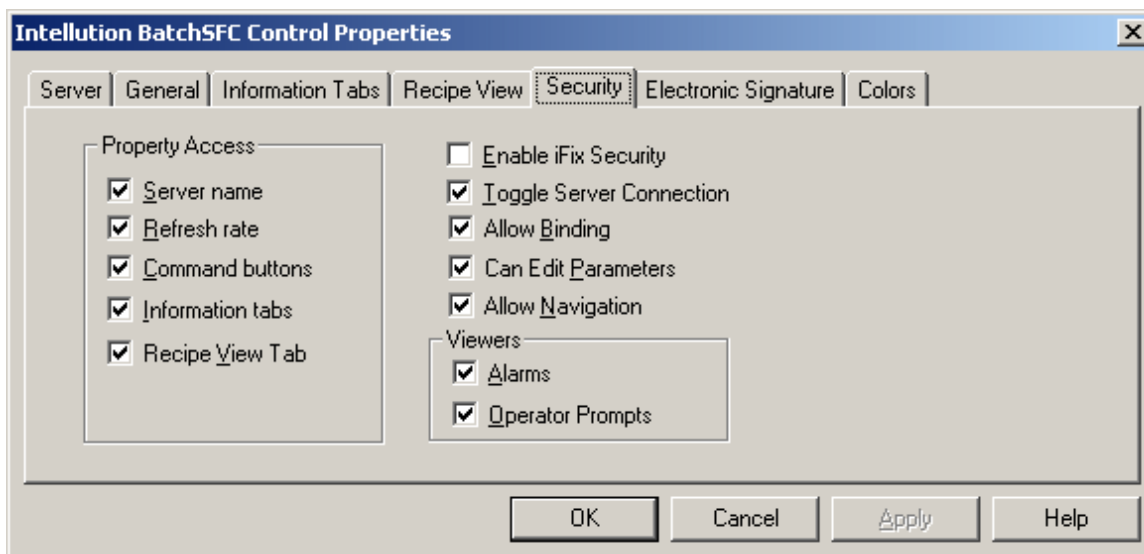 Intellution BatchSFC Control Properties
Server General Information Tabs Recipe View Security Electronic Signature Colors
Property Access
Server name
Refresh rate
Command buttons
Information tabs
Recipe View Tab
Enable iFix Security
Toggle Server Connection
Allow Binding
Can Edit Parameters
Allow Navigation
Viewers
Alarms
Operator Prompts
OK Cancel Apply Help